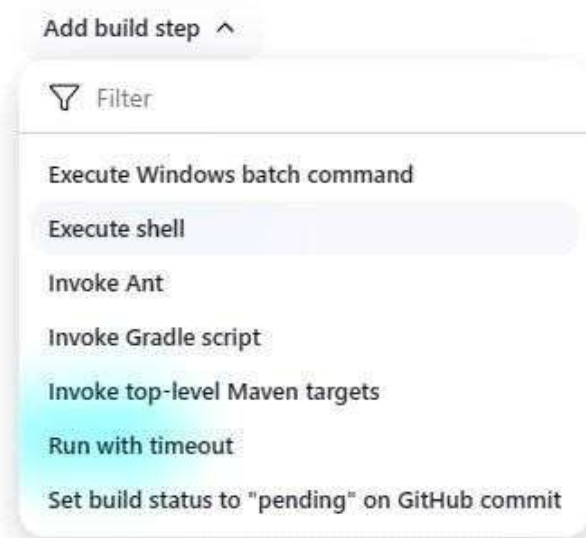 Add build step
Filter
Execute Windows batch command
Execute shell
Invoke Ant
Invoke Gradle script
Invoke top-level Maven targets
Run with timeout
Set build status to "pending" on GitHub commit